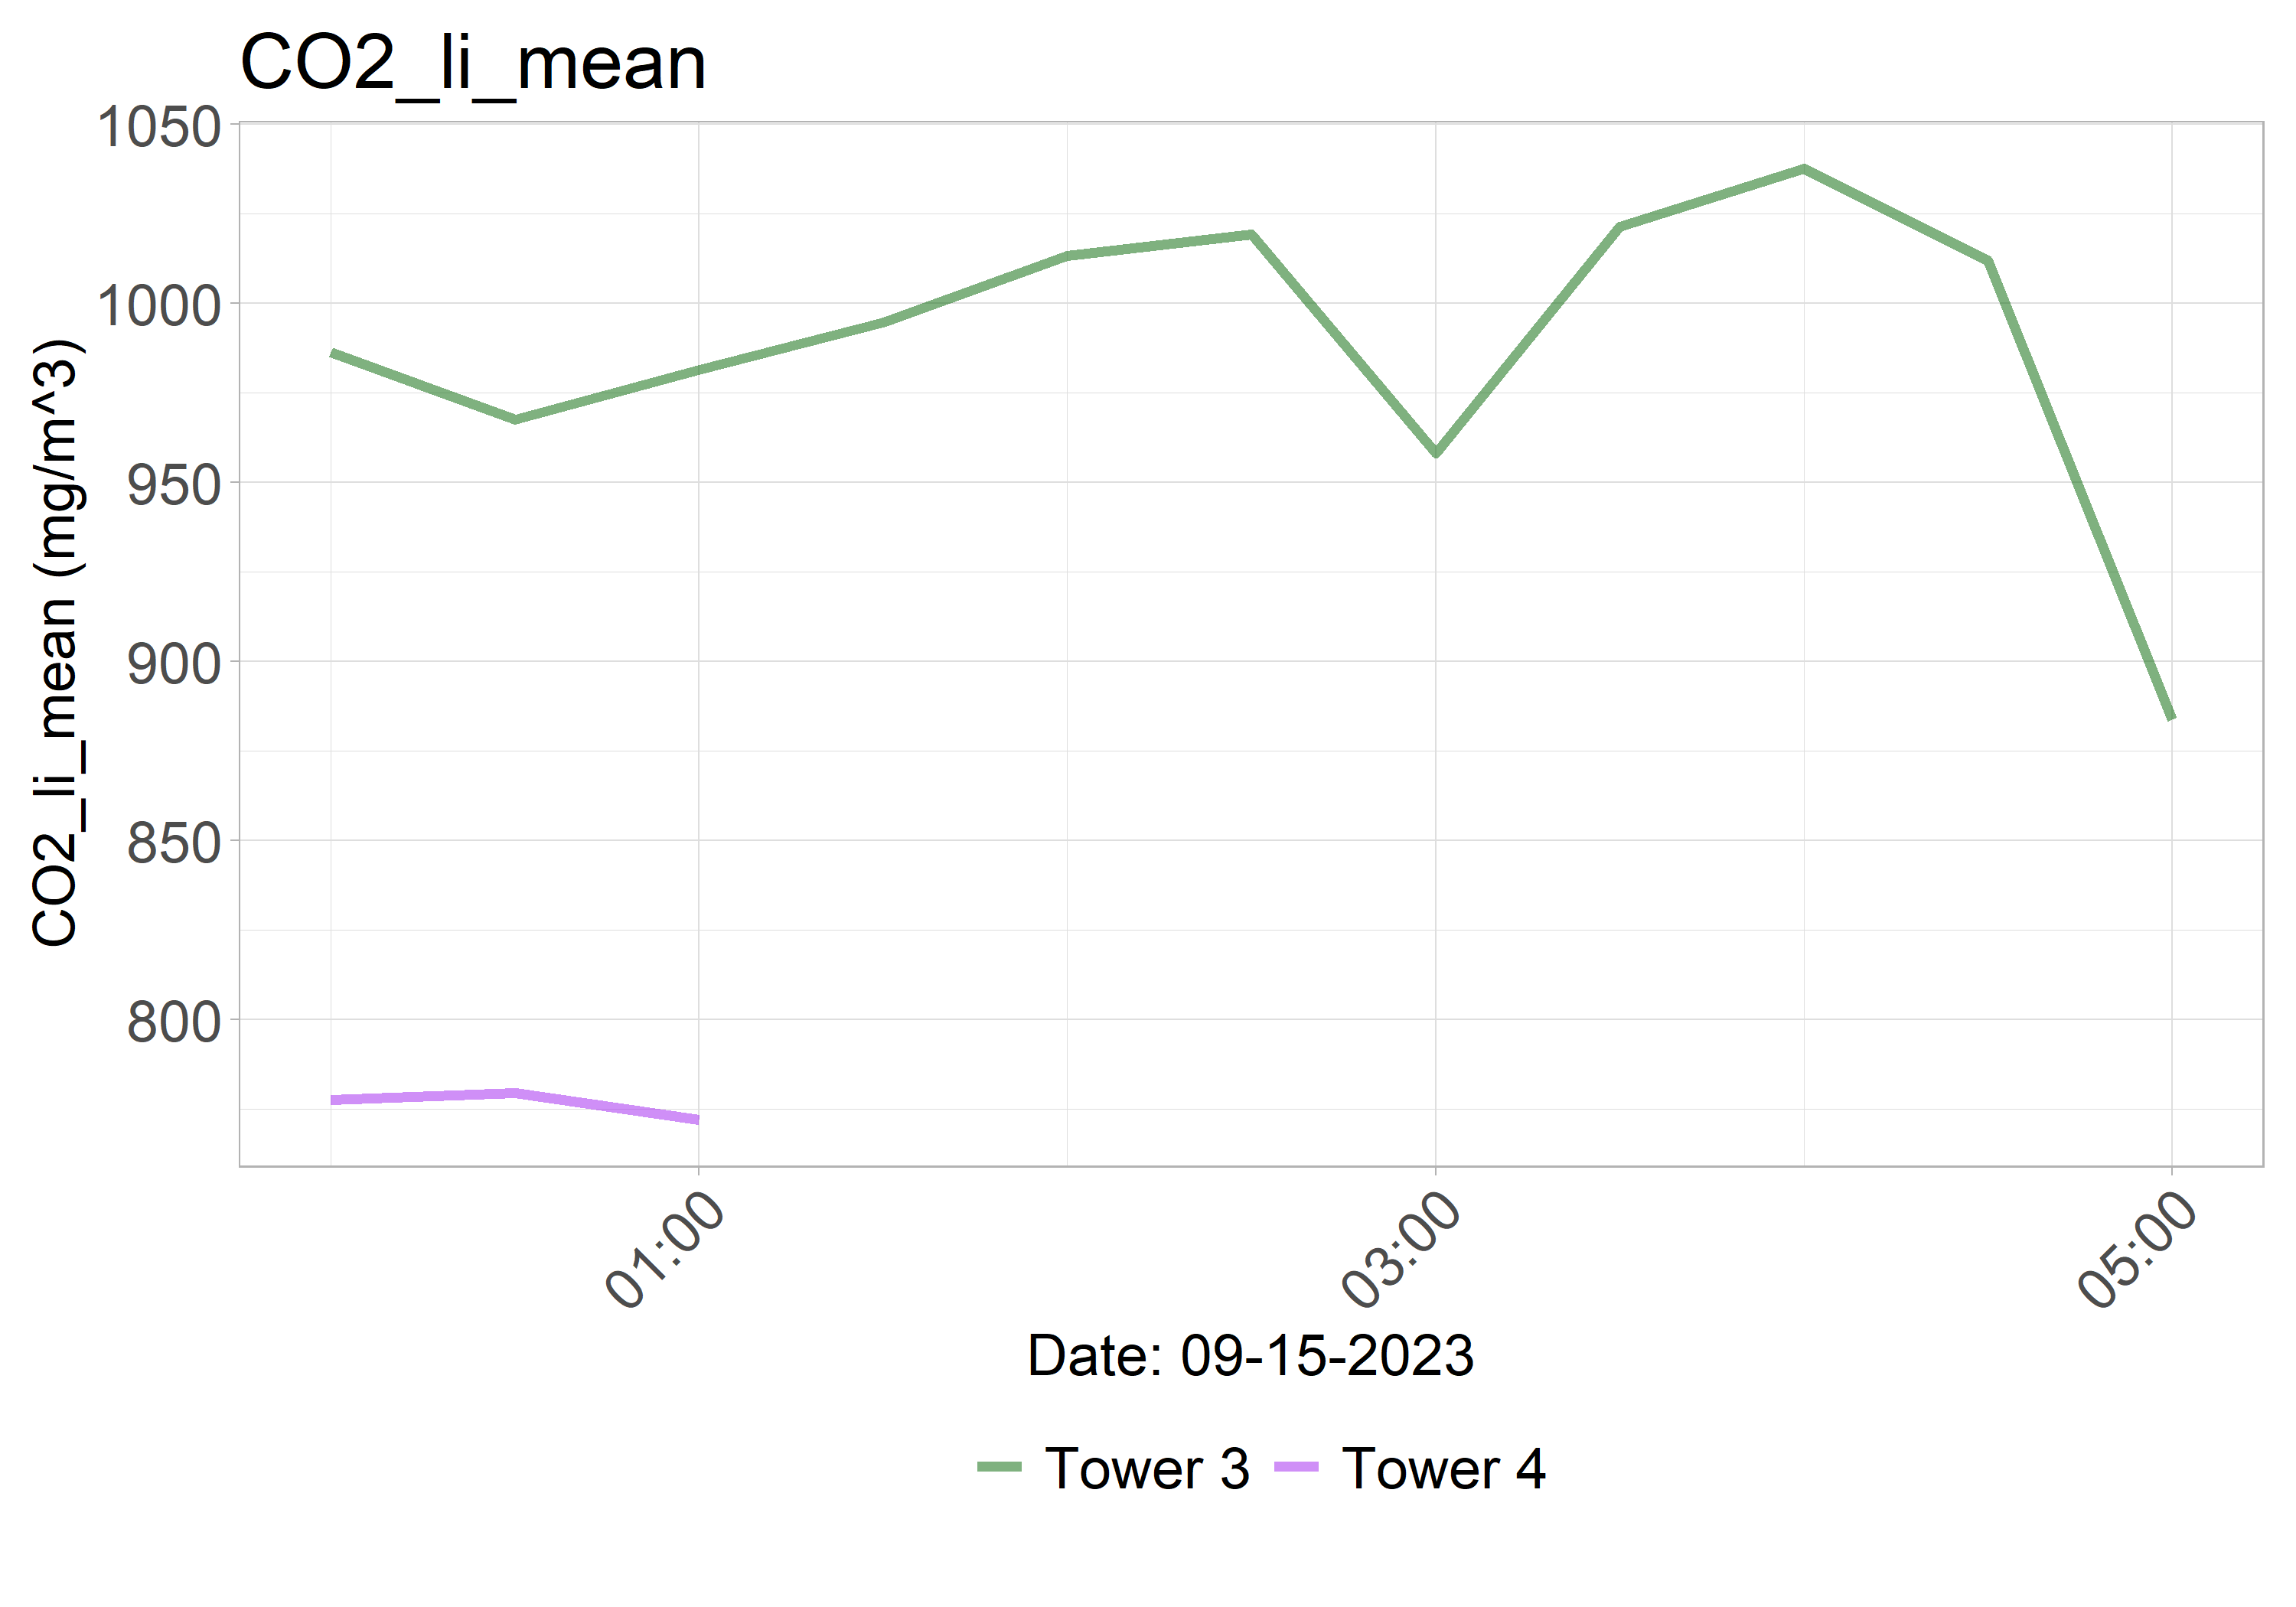 CO2_li_mean
CO2_li_mean (mg/m^3)
1050
1000
950
900
850
800
01:00
03:00
05:00
Date: 09-15-2023
Tower 3
Tower 4